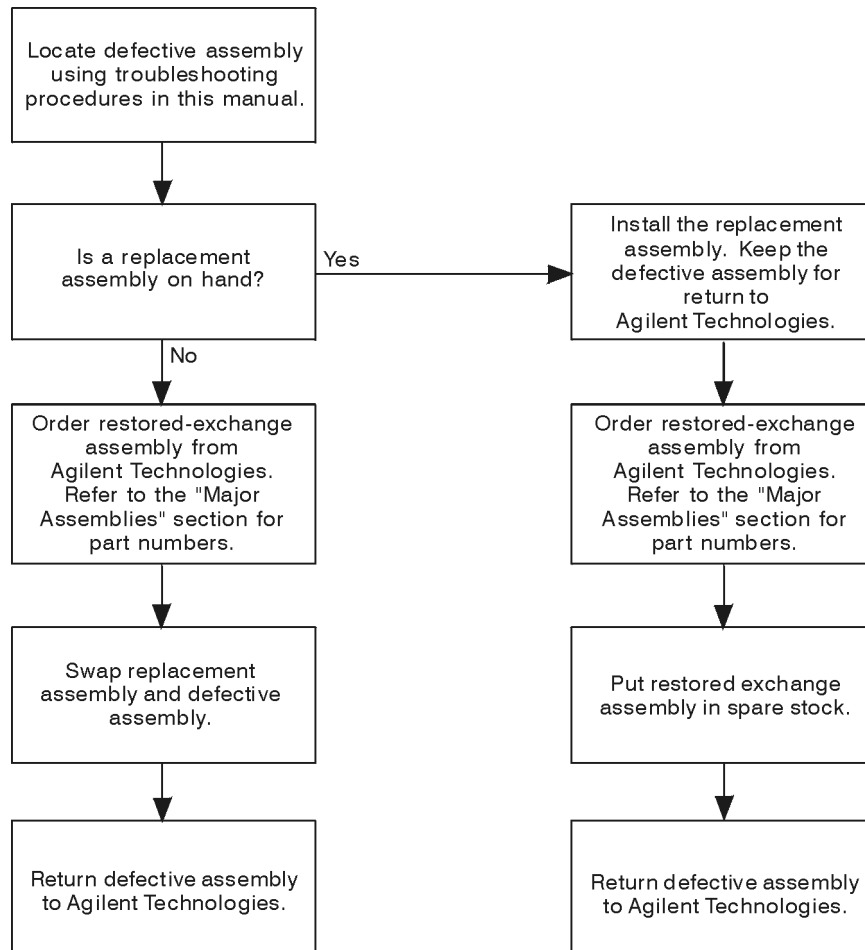 Locate defective assembly
using troubleshooting
procedures in this manual.
Is a replacement
assembly on hand?
Yes
Install the replacement
assembly. Keep the
defective assembly for
return to
Agilent Technologies.
No
Order restored-exchange
assembly from
Agilent Technologies.
Refer to the "Major
Assemblies" section for
part numbers.
Order restored-exchange
assembly from
Agilent Technologies.
Refer to the "Major
Assemblies" section for
part numbers.
Swap replacement
assembly and defective
assembly.
Put restored exchange
assembly in spare stock.
Return defective assembly
to Agilent Technologies.
Return defective assembly
to Agilent Technologies.